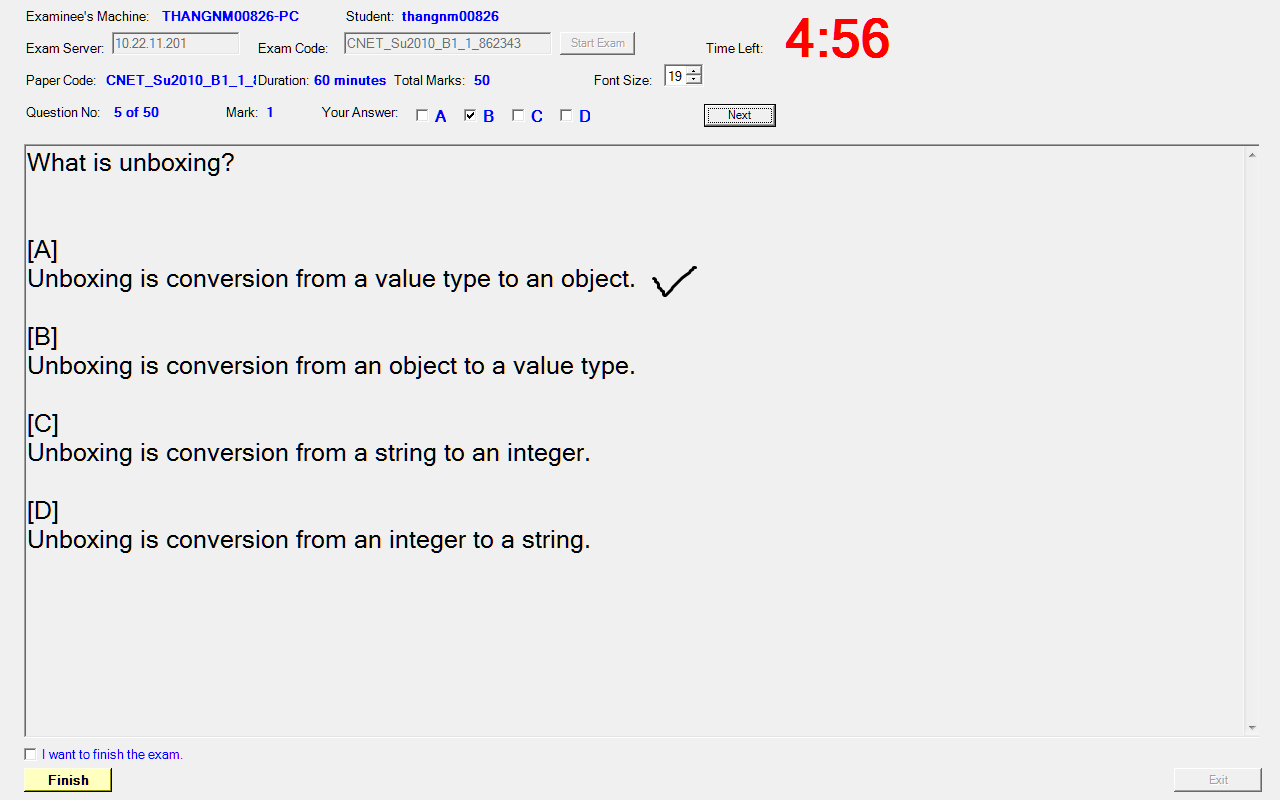 Examinee's Machine: THANGNM00826-PC Student: thangnm00826
Exam Server: 10.22.11.201 Exam Code: CNET_Su2010_B1_1_862343 Start Exam Time Left: 4:56
Paper Code: CNET_Su2010_B1_1_ Duration: 60 minutes Total Marks: 50 Font Size: 19
Question No: 5 of 50 Mark: 1 Your Answer: A B C D Next
What is unboxing?
[A]
Unboxing is conversion from a value type to an object.
[B]
Unboxing is conversion from an object to a value type.
[C]
Unboxing is conversion from a string to an integer.
[D]
Unboxing is conversion from an integer to a string.
I want to finish the exam.
Finish Exit